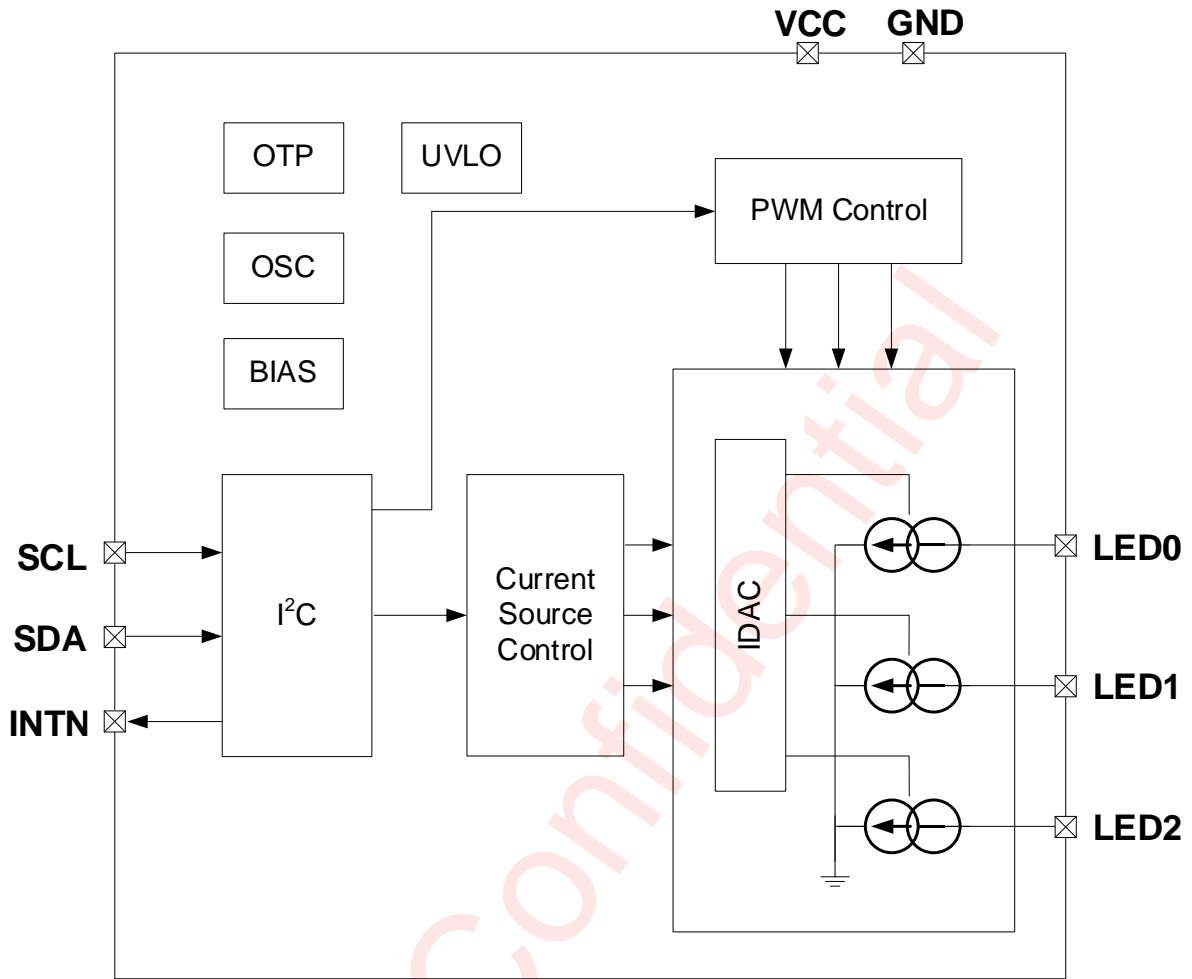 VCC GND
OTP
UVLO
PWM Control
OSC
BIAS
SCL
SDA
INTN
I²C
Current
Source
Control
IDAC
LED0
LED1
LED2
Confidential